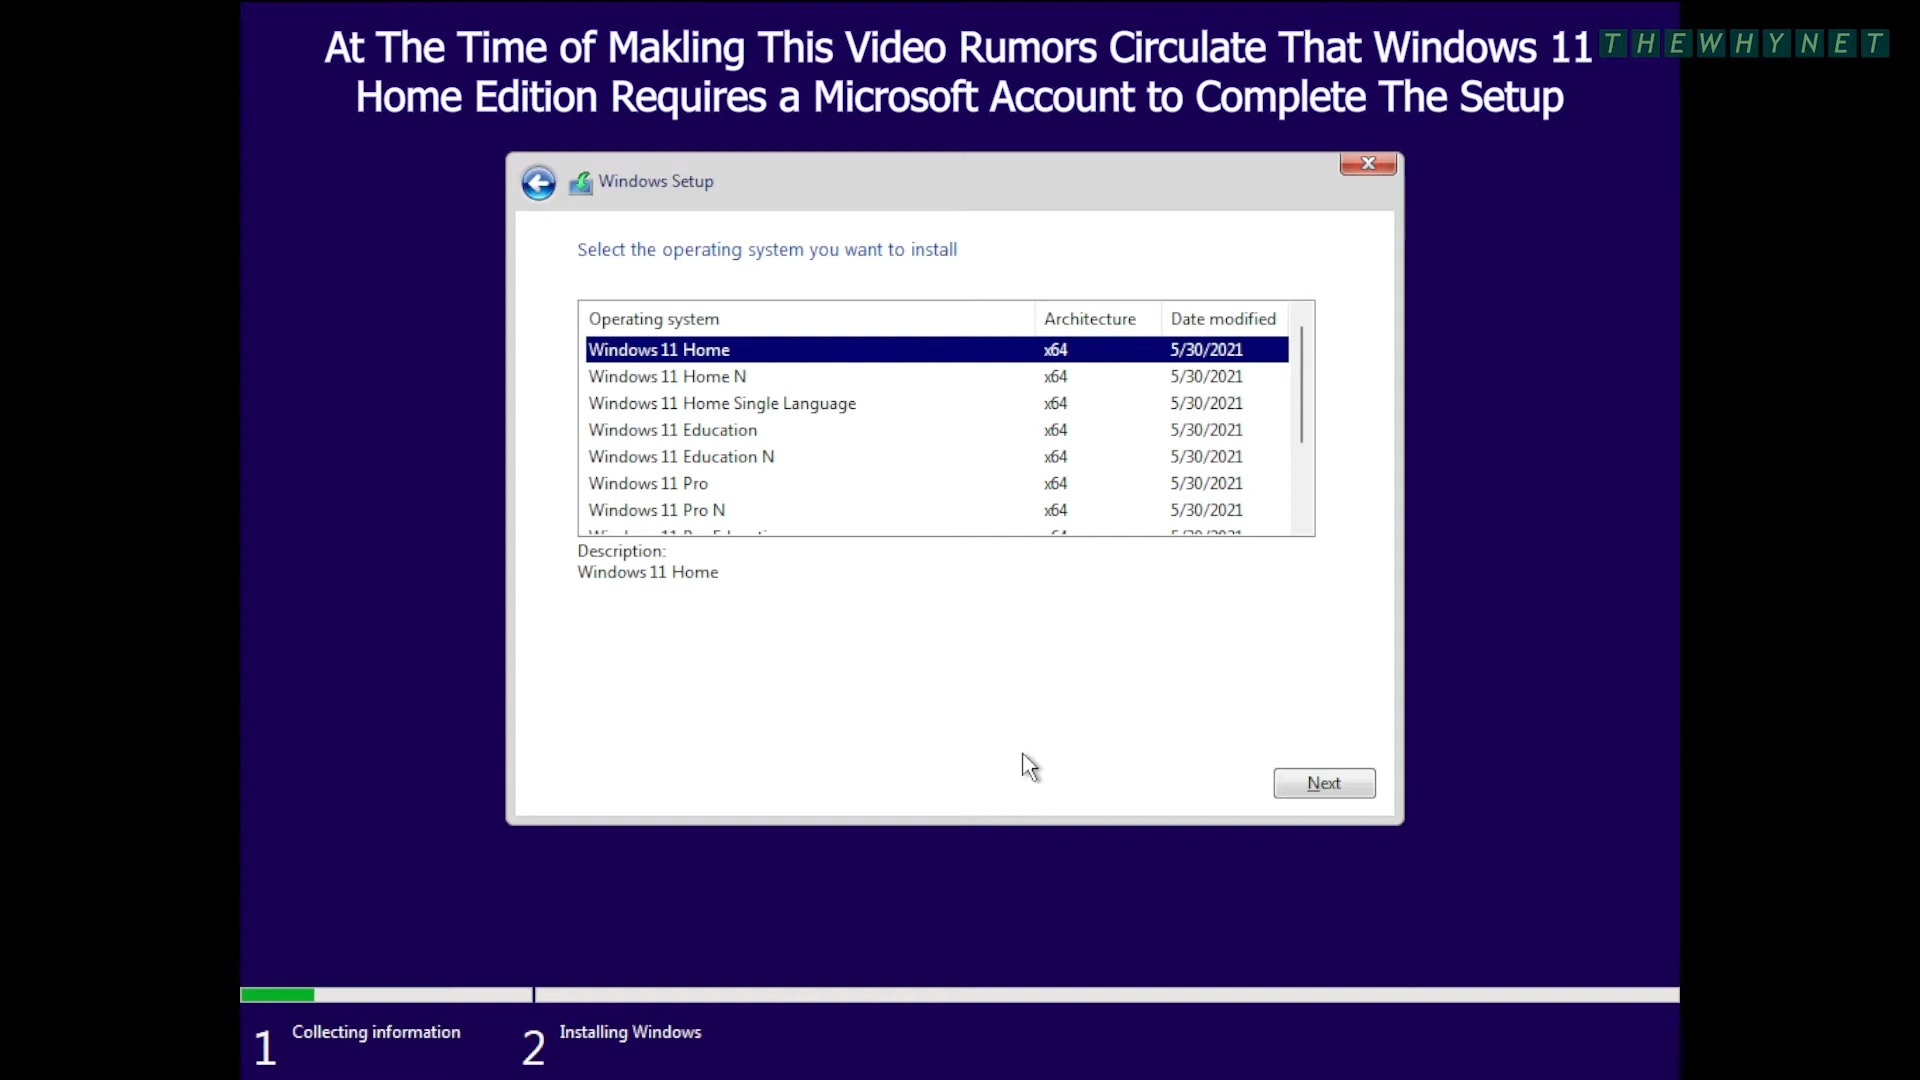 At The Time of Makling This Video Rumors Circulate That Windows 11
Home Edition Requires a Microsoft Account to Complete The Setup
THEWHYNET
Windows Setup
Select the operating system you want to install
Operating system Architecture Date modified
Windows 11 Home x64 5/30/2021
Windows 11 Home N x64 5/30/2021
Windows 11 Home Single Language x64 5/30/2021
Windows 11 Education x64 5/30/2021
Windows 11 Education N x64 5/30/2021
Windows 11 Pro x64 5/30/2021
Windows 11 Pro N x64 5/30/2021
Description:
Windows 11 Home
Next
1 Collecting information 2 Installing Windows